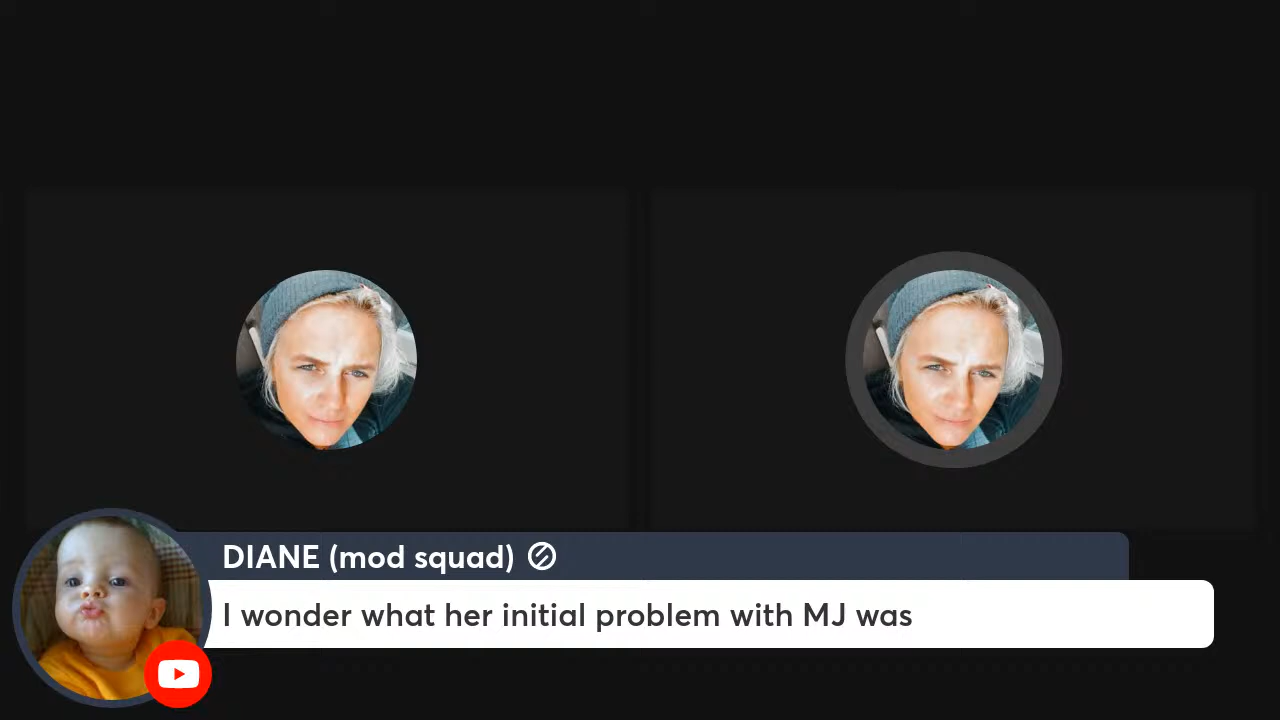 DIANE (mod squad)
I wonder what her initial problem with MJ was